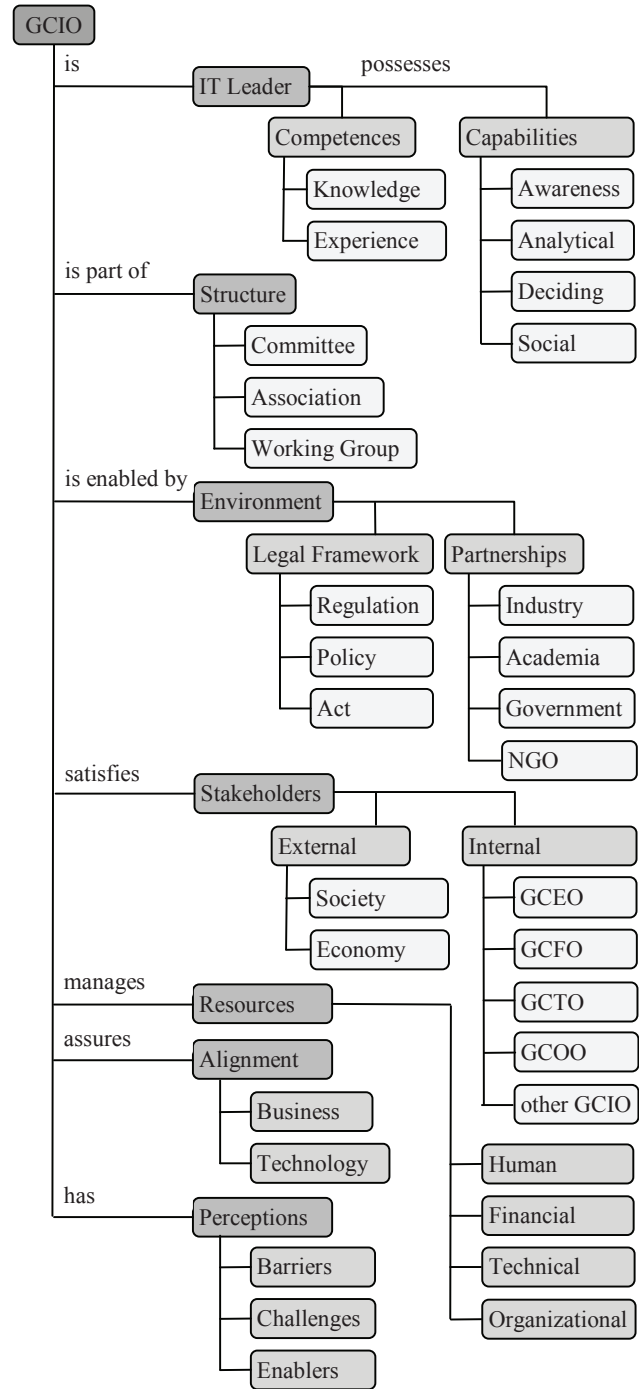 GCIO
is
IT Leader
possesses
Competences
Capabilities
Knowledge
Awareness
Experience
Analytical
is part of
Structure
Deciding
Committee
Social
Association
Working Group
is enabled by
Environment
Legal Framework
Partnerships
Regulation
Industry
Policy
Academia
Act
Government
NGO
satisfies
Stakeholders
External
Internal
Society
GCEO
Economy
GCFO
manages
Resources
GCTO
assures
Alignment
GCOO
Business
other GCIO
Technology
Human
has
Perceptions
Financial
Barriers
Technical
Challenges
Organizational
Enablers